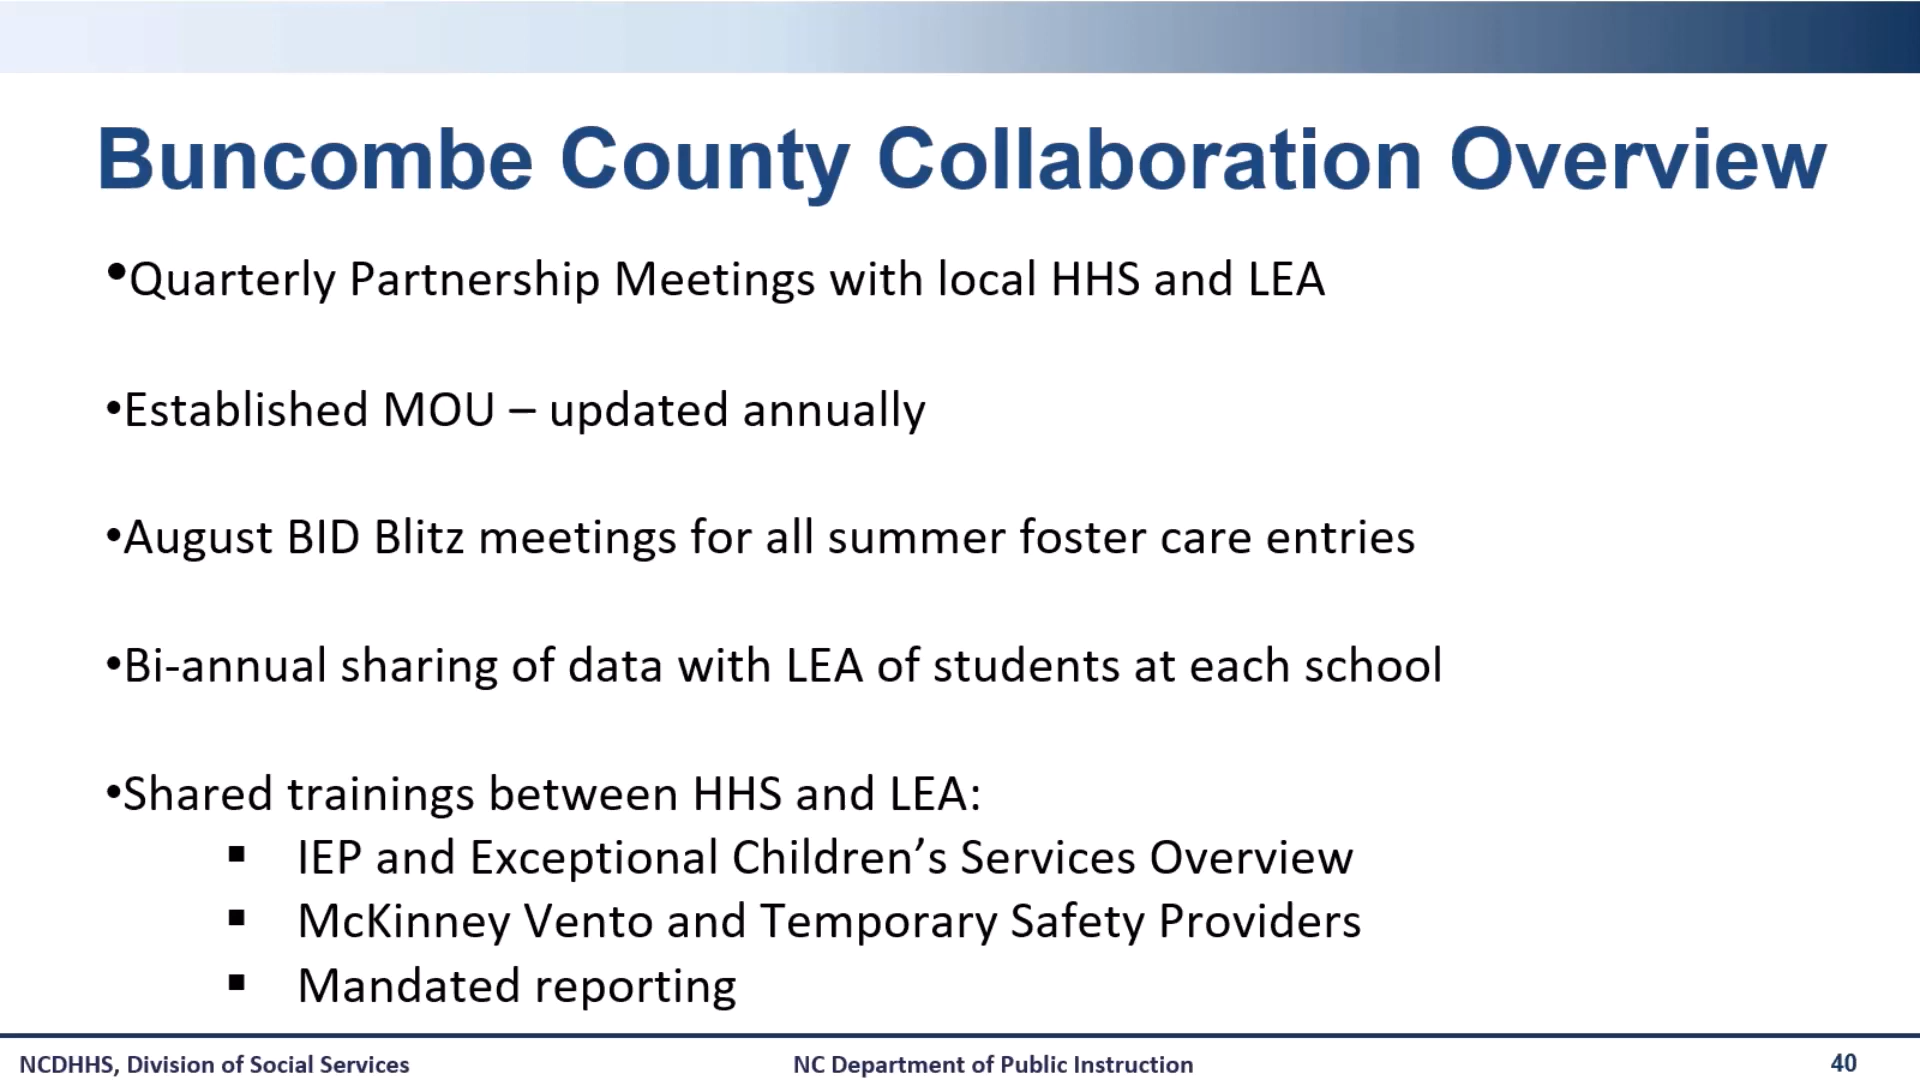 Buncombe County Collaboration Overview
•Quarterly Partnership Meetings with local HHS and LEA
•Established MOU – updated annually
•August BID Blitz meetings for all summer foster care entries
•Bi-annual sharing of data with LEA of students at each school
•Shared trainings between HHS and LEA:
▪ IEP and Exceptional Children’s Services Overview
▪ McKinney Vento and Temporary Safety Providers
▪ Mandated reporting
NCDHHS, Division of Social Services
NC Department of Public Instruction
40